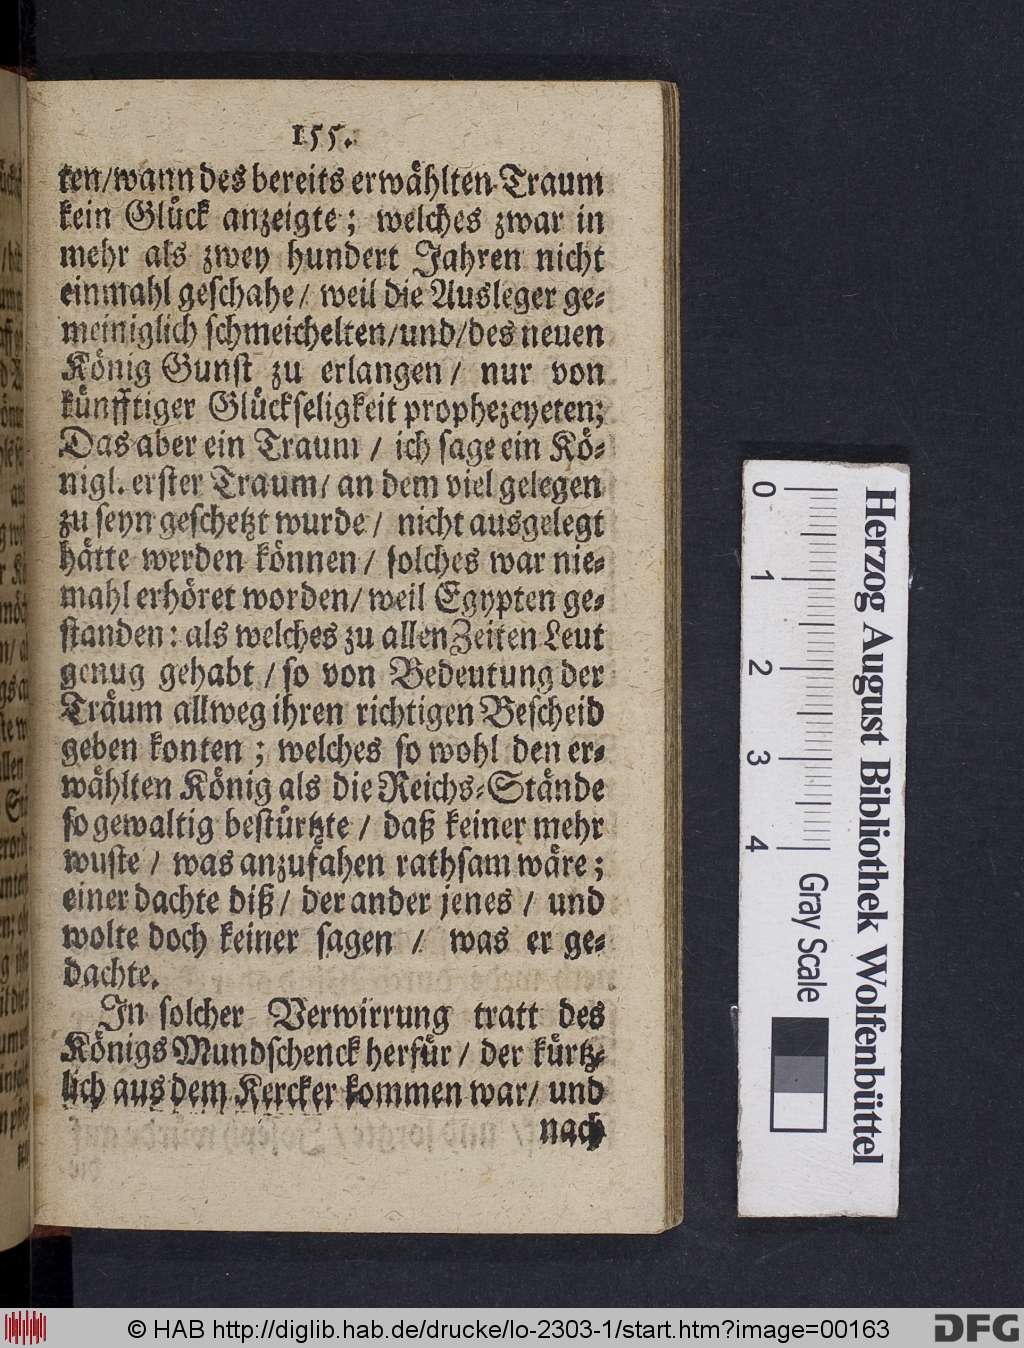 155.
ten/wann des bereits erwählten Traum
kein Glück anzeigte; welches zwar in
mehr als zwey hundert Jahren nicht
einmahl geschahe/ weil die Ausleger ge-
meiniglich schmeichelten/und/des neuen
König Gunst zu erlangen/ nur von
künfftiger Glückseligkeit prophezeyeten;
Das aber ein Traum / ich sage ein Kö-
nigl. erster Traum/ an dem viel gelegen
zu seyn geschetzt wurde / nicht ausgelegt
hätte werden können/ solches war nie-
mahl erhöret worden/ weil Egypten ge-
standen: als welches zu allen Zeiten Leut
genug gehabt / so von Bedeutung der
Träum allweg ihren richtigen Bescheid
geben konten ; welches so wohl den er-
wählten König als die Reichs-Stände
so gewaltig bestürtzte / daß keiner mehr
wuste / was anzufahen rathsam wäre;
einer dachte diß/ der ander jenes / und
wolte doch keiner sagen / was er ge-
dachte.
In solcher Verwirrung tratt des
Königs Mundschenck herfür/ der kürtz-
lich aus dem Kercker kommen war/ und
nach
Herzog August Bibliothek Wolfenbüttel
0 1 2 3 4 Gray Scale
© HAB http://diglib.hab.de/drucke/lo-2303-1/start.htm?image=00163
DFG